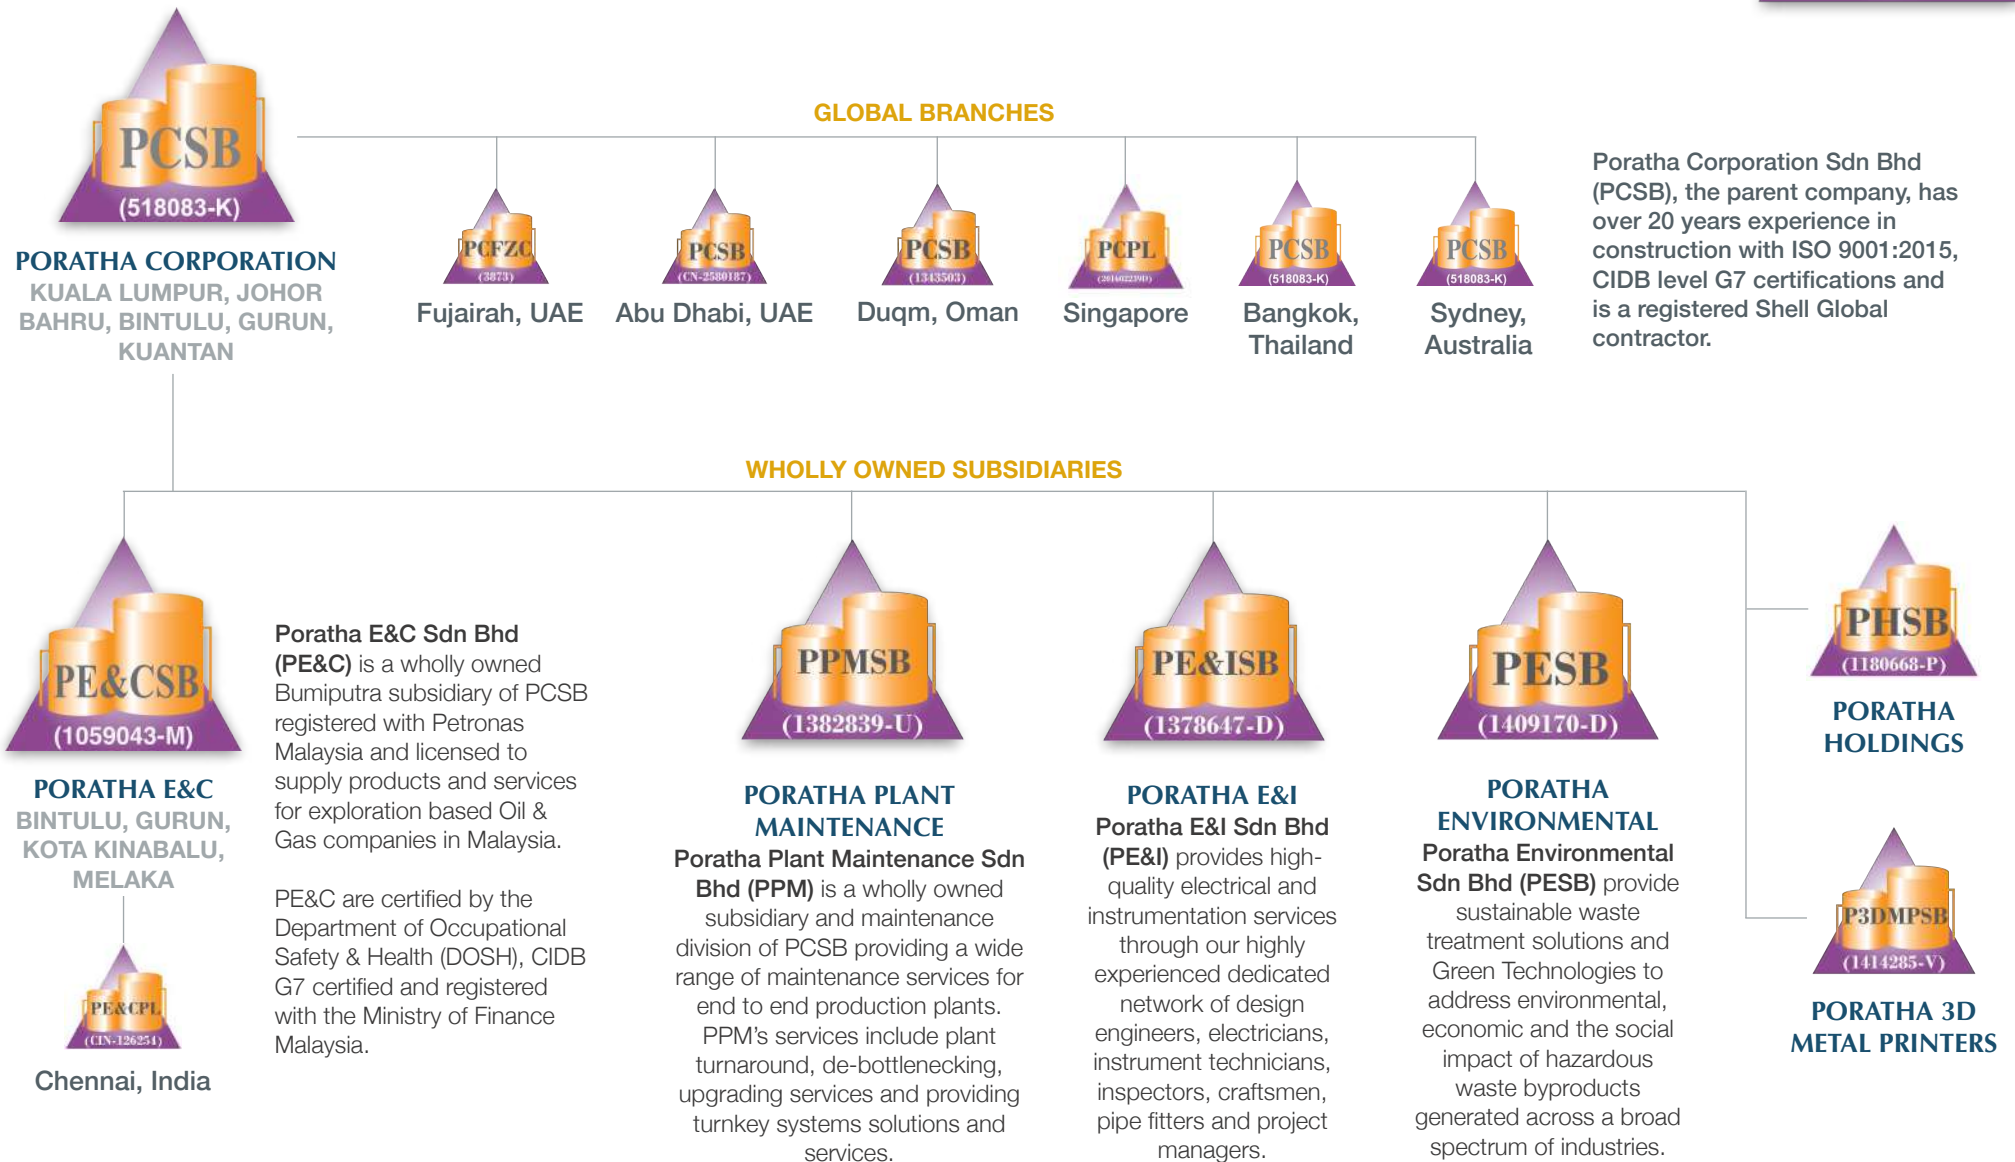 PCSB
(518083-K)
PORATHA CORPORATION
KUALA LUMPUR, JOHOR
BAHRU, BINTULU, GURUN,
KUANTAN
GLOBAL BRANCHES
PCFZC
(3873)
Fujairah, UAE
PCSB
(CN-2580187)
Abu Dhabi, UAE
PCSB
(1343503)
Duqm, Oman
PCPL
(201602239D)
Singapore
PCSB
(518083-K)
Bangkok,
Thailand
PCSB
(518083-K)
Sydney,
Australia
Poratha Corporation Sdn Bhd
(PCSB), the parent company, has
over 20 years experience in
construction with ISO 9001:2015,
CIDB level G7 certifications and
is a registered Shell Global
contractor.
WHOLLY OWNED SUBSIDIARIES
PE&CSB
(1059043-M)
PORATHA E&C
BINTULU, GURUN,
KOTA KINABALU,
MELAKA
PE&CPL
(CIN-126254)
Chennai, India
Poratha E&C Sdn Bhd
(PE&C) is a wholly owned
Bumiputra subsidiary of PCSB
registered with Petronas
Malaysia and licensed to
supply products and services
for exploration based Oil &
Gas companies in Malaysia.
PE&C are certified by the
Department of Occupational
Safety & Health (DOSH), CIDB
G7 certified and registered
with the Ministry of Finance
Malaysia.
PPMSB
(1382839-U)
PORATHA PLANT
MAINTENANCE
Poratha Plant Maintenance Sdn
Bhd (PPM) is a wholly owned
subsidiary and maintenance
division of PCSB providing a wide
range of maintenance services for
end to end production plants.
PPM's services include plant
turnaround, de-bottlenecking,
upgrading services and providing
turnkey systems solutions and
services.
PE&ISB
(1378647-D)
PORATHA E&I
Poratha E&I Sdn Bhd
(PE&I) provides high-
quality electrical and
instrumentation services
through our highly
experienced dedicated
network of design
engineers, electricians,
instrument technicians,
inspectors, craftsmen,
pipe fitters and project
managers.
PESB
(1409170-D)
PORATHA
ENVIRONMENTAL
Poratha Environmental
Sdn Bhd (PESB) provide
sustainable waste
treatment solutions and
Green Technologies to
address environmental,
economic and the social
impact of hazardous
waste byproducts
generated across a broad
spectrum of industries.
PHSB
(1180668-P)
PORATHA
HOLDINGS
P3DMPSB
(1414285-V)
PORATHA 3D
METAL PRINTERS